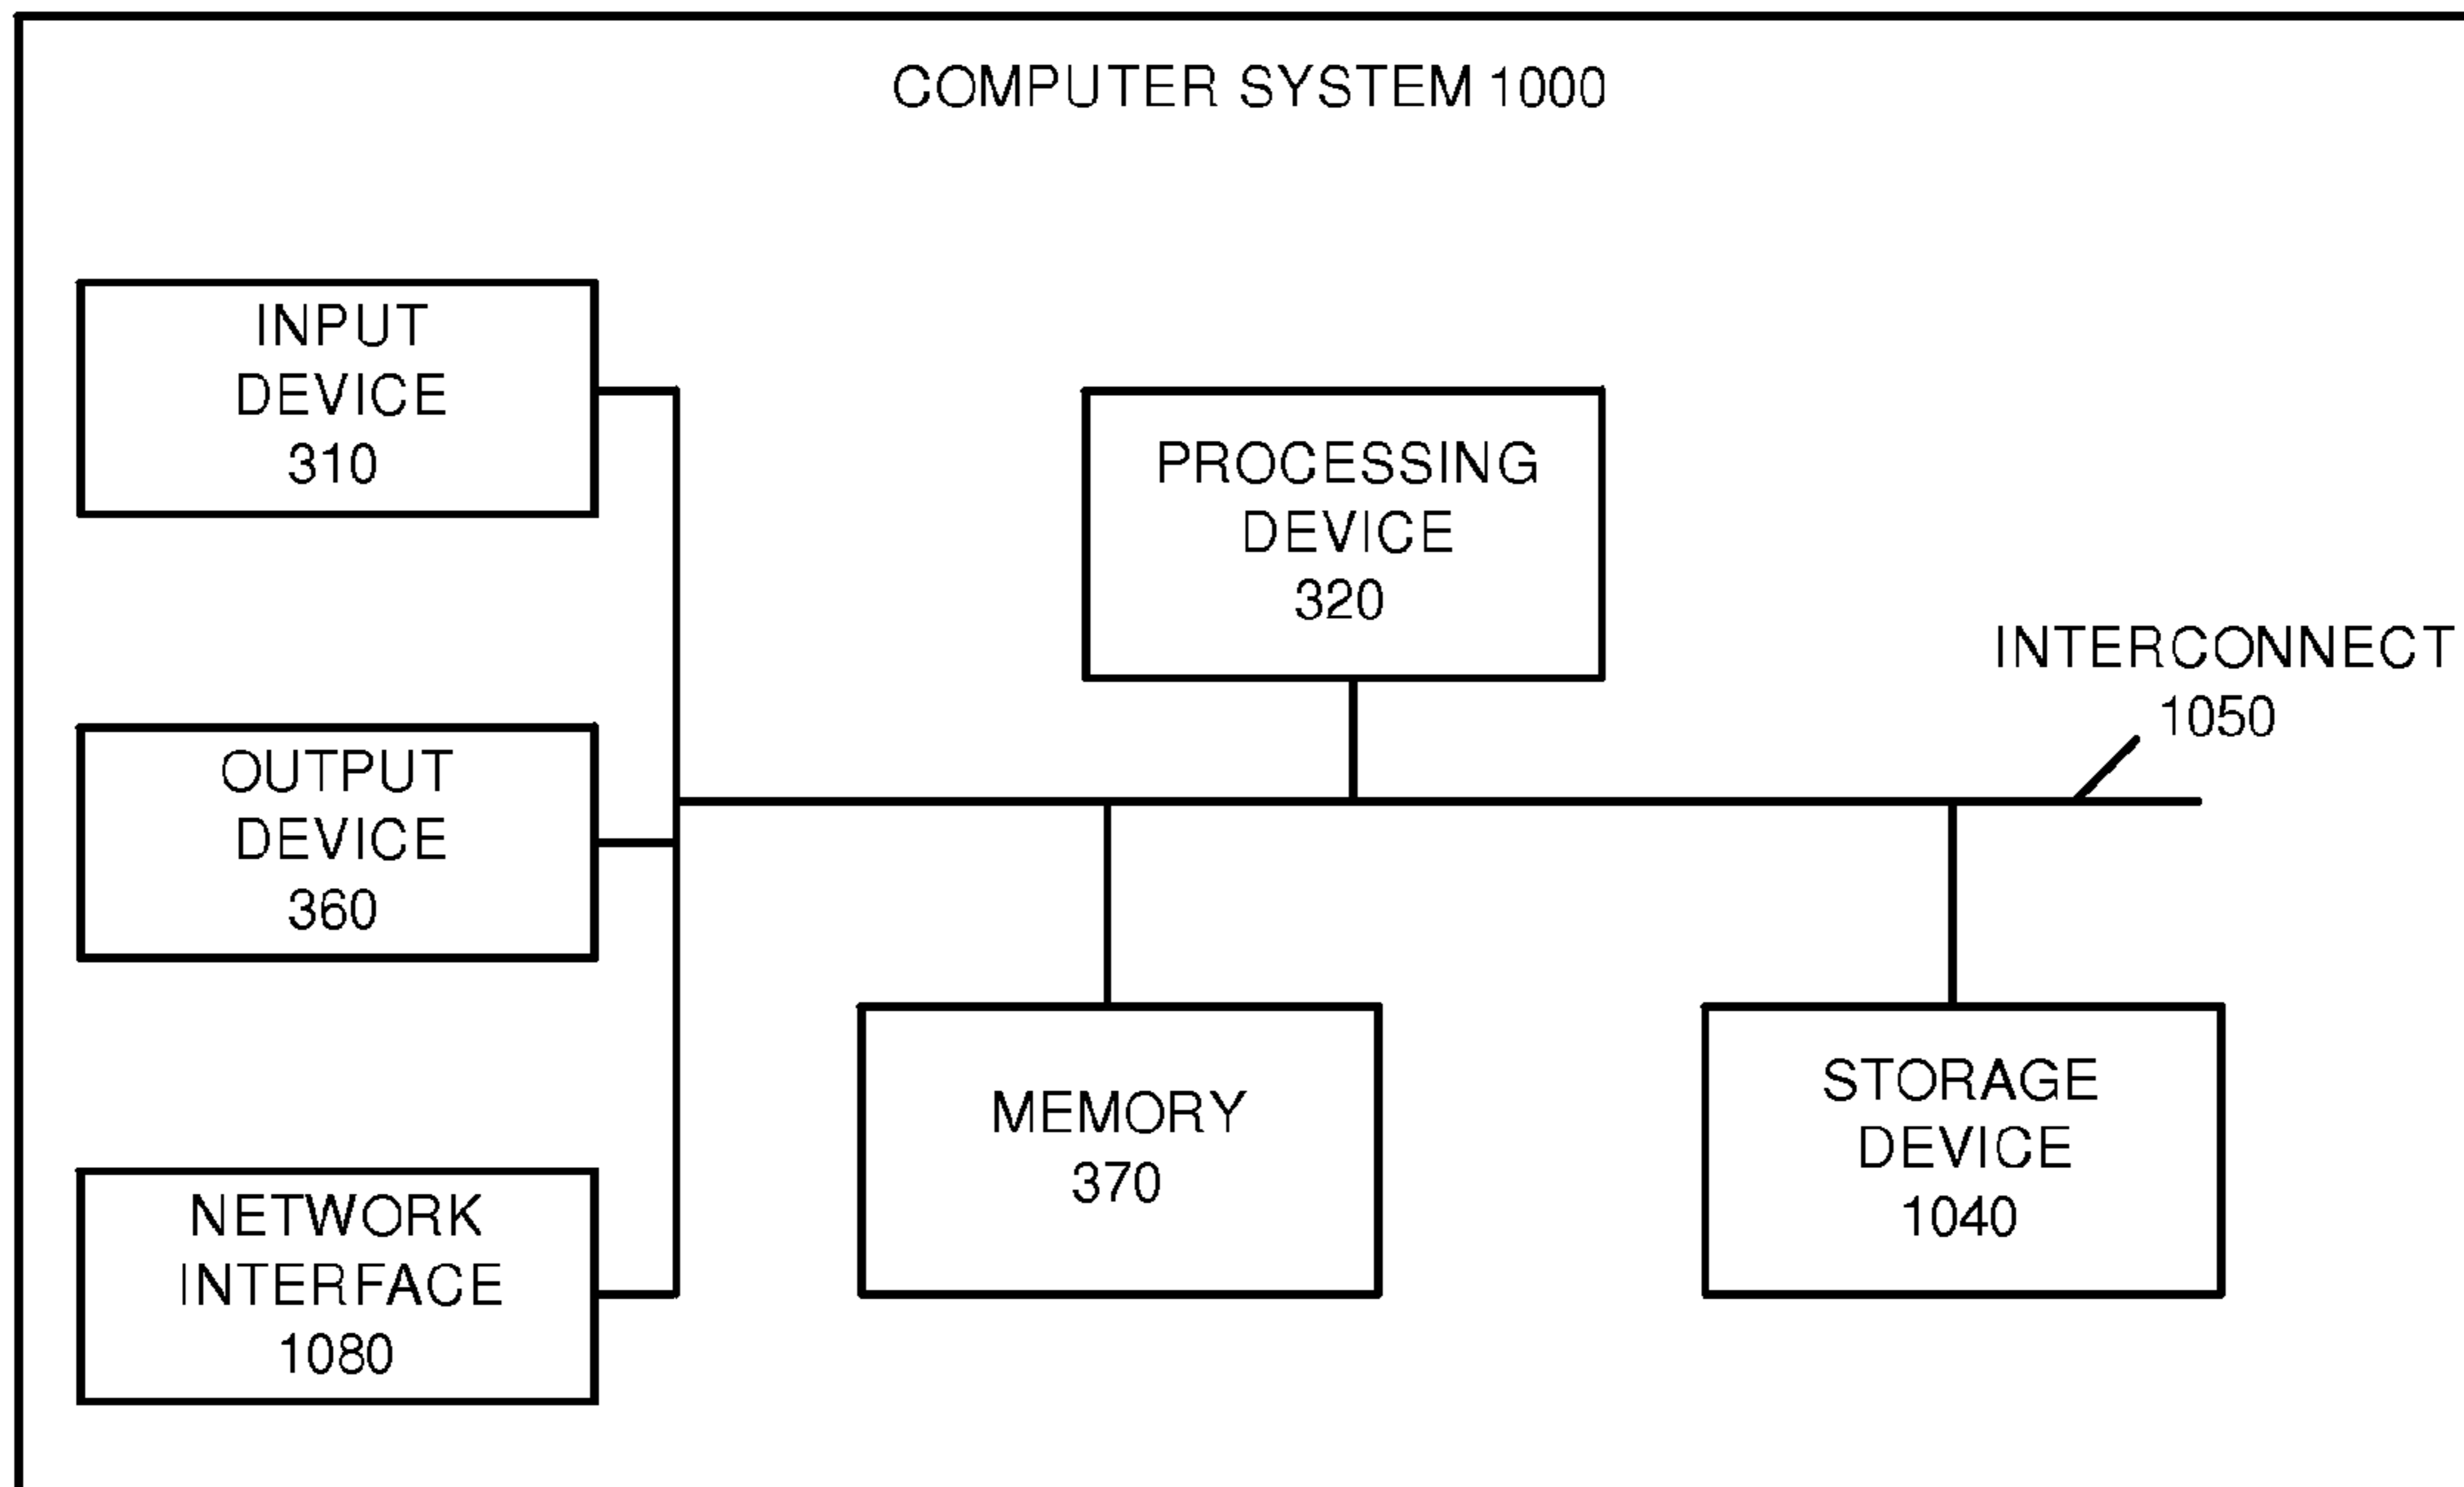 COMPUTER SYSTEM 1000
INPUT
DEVICE
310
PROCESSING
DEVICE
320
INTERCONNECT
1050
OUTPUT
DEVICE
360
MEMORY
370
STORAGE
DEVICE
1040
NETWORK
INTERFACE
1080